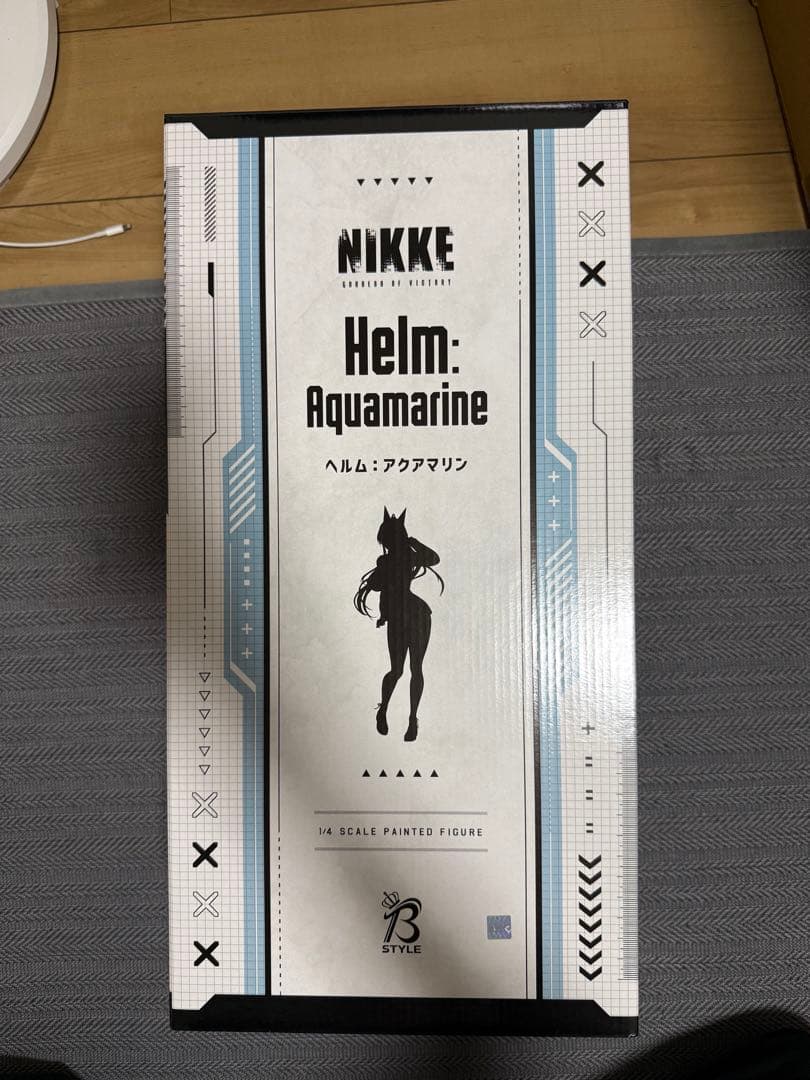 NIKKE
GODDESS OF VICTORY
Helm:
Aquamarine
ヘルム：アクアマリン
1/4 SCALE PAINTED FIGURE
B
STYLE